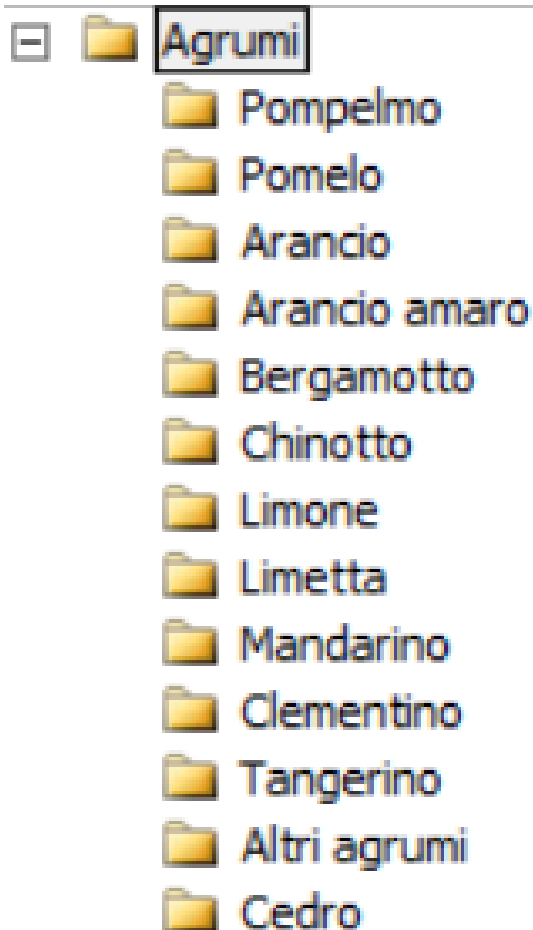 Agrumi
Pompelmo
Pomelo
Arancio
Arancio amaro
Bergamotto
Chinotto
Limone
Limetta
Mandarino
Clementino
Tangerino
Altri agrumi
Cedro